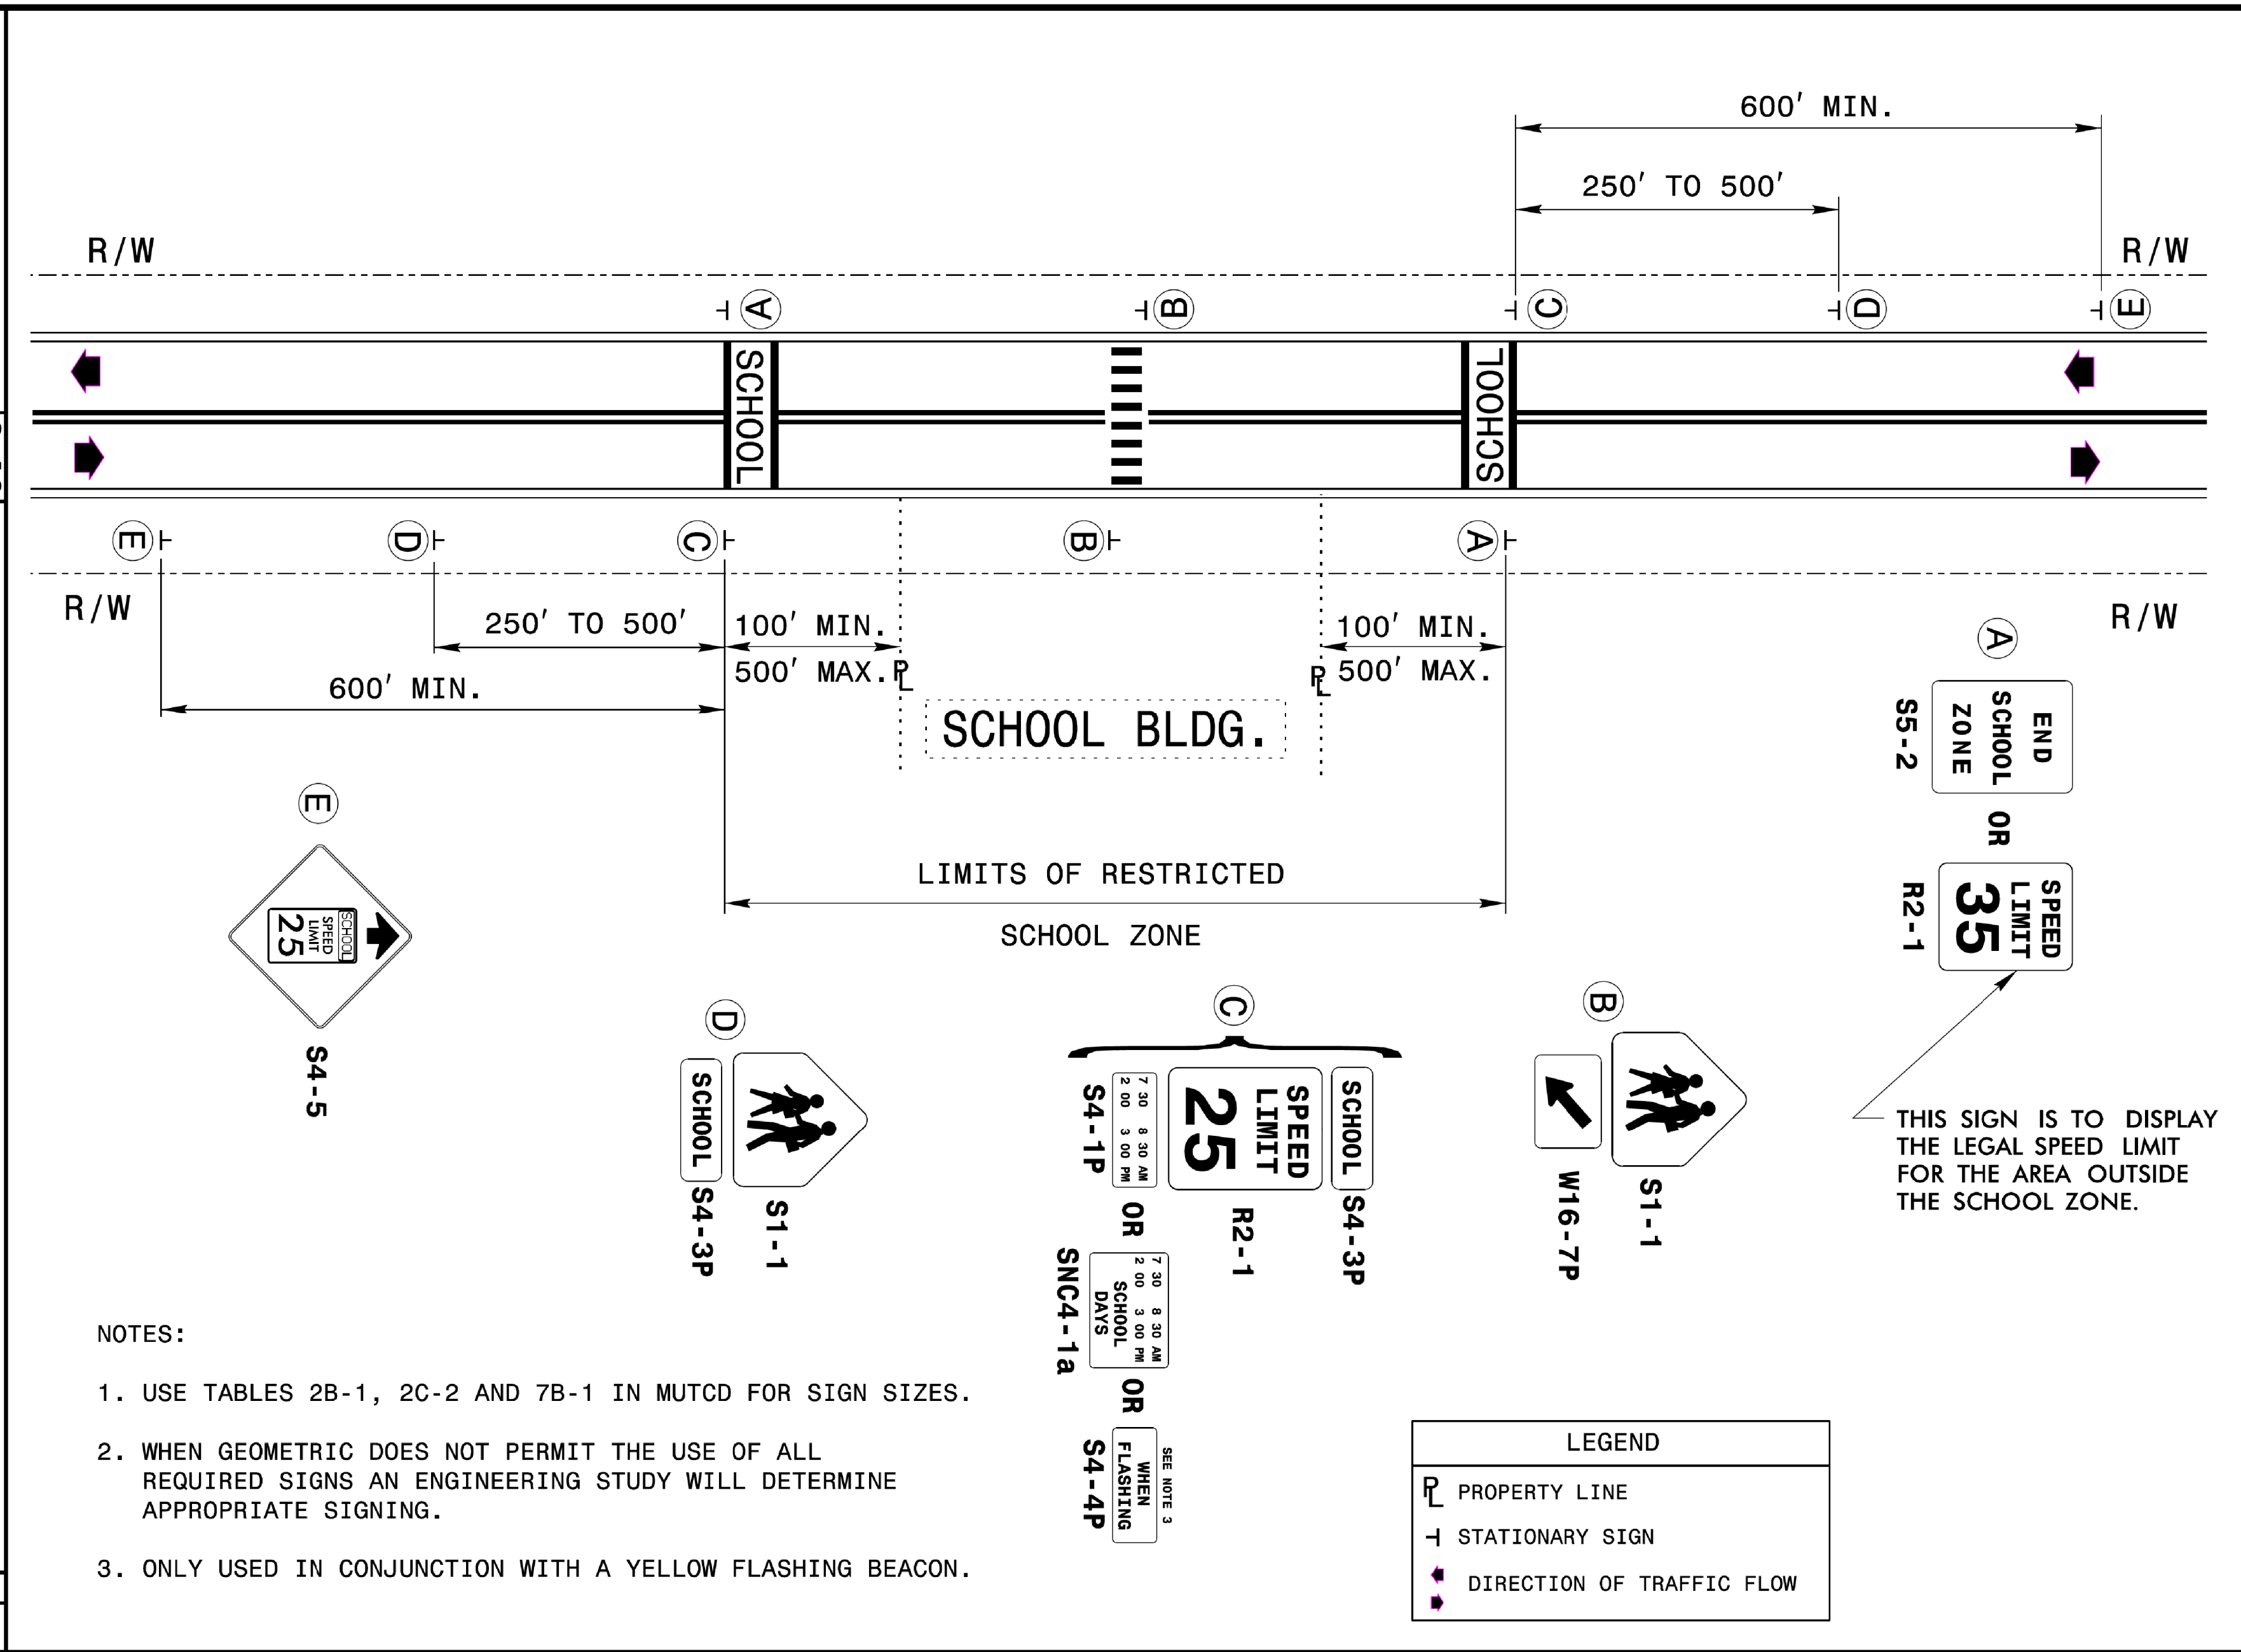 600' MIN.
250' TO 500'
R/W
R/W
A
B
C
D
E
SCHOOL
SCHOOL
E
D
C
B
A
R/W
R/W
250' TO 500'
100' MIN.
500' MAX.
PL
600' MIN.
100' MIN.
500' MAX.
PL
SCHOOL BLDG.
LIMITS OF RESTRICTED
SCHOOL ZONE
A
END
SCHOOL
ZONE
S5-2
OR
SPEED
LIMIT
35
R2-1
THIS SIGN IS TO DISPLAY
THE LEGAL SPEED LIMIT
FOR THE AREA OUTSIDE
THE SCHOOL ZONE.
E
SCHOOL
SPEED
LIMIT
25
S4-5
D
S1-1
SCHOOL
S4-3P
C
SCHOOL
S4-3P
SPEED
LIMIT
25
R2-1
7 30 8 30 AM
2 00 3 00 PM
S4-1P
OR
7 30 8 30 AM
2 00 3 00 PM
SCHOOL
DAYS
SNC4-1a
OR
SEE NOTE 3
WHEN
FLASHING
S4-4P
B
S1-1
W16-7P
NOTES:
1. USE TABLES 2B-1, 2C-2 AND 7B-1 IN MUTCD FOR SIGN SIZES.
2. WHEN GEOMETRIC DOES NOT PERMIT THE USE OF ALL
REQUIRED SIGNS AN ENGINEERING STUDY WILL DETERMINE
APPROPRIATE SIGNING.
3. ONLY USED IN CONJUNCTION WITH A YELLOW FLASHING BEACON.
LEGEND
PL PROPERTY LINE
STATIONARY SIGN
DIRECTION OF TRAFFIC FLOW